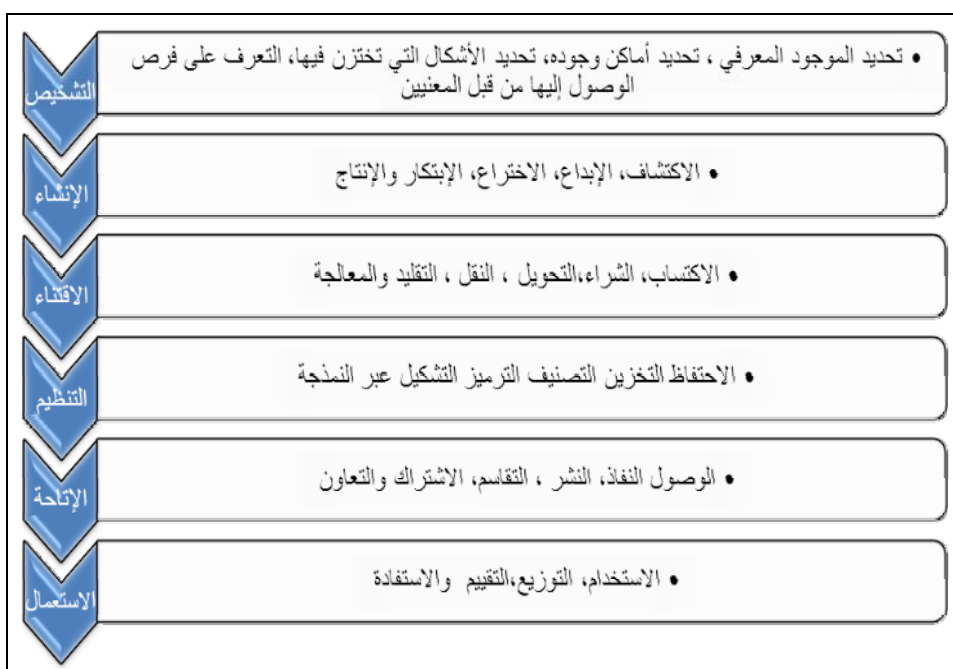 التشخيص
• تحديد الموجود المعرفي ، تحديد أماكن وجوده، تحديد الأشكال التي تختزن فيها، التعرف على فرص
الوصول إليها من قبل المعنيين
الإنشاء
• الاكتشاف، الإبداع، الاختراع، الإبتكار والإنتاج
الاقتناء
• الاكتساب، الشراء،التحويل ، النقل ، التقليد والمعالجة
التنظيم
• الاحتفاظ التخزين التصنيف الترميز التشكيل عبر النمذجة
الإتاحة
• الوصول النفاذ، النشر ، التقاسم، الاشتراك والتعاون
الاستعمال
• الاستخدام، التوزيع،التقييم والاستفادة